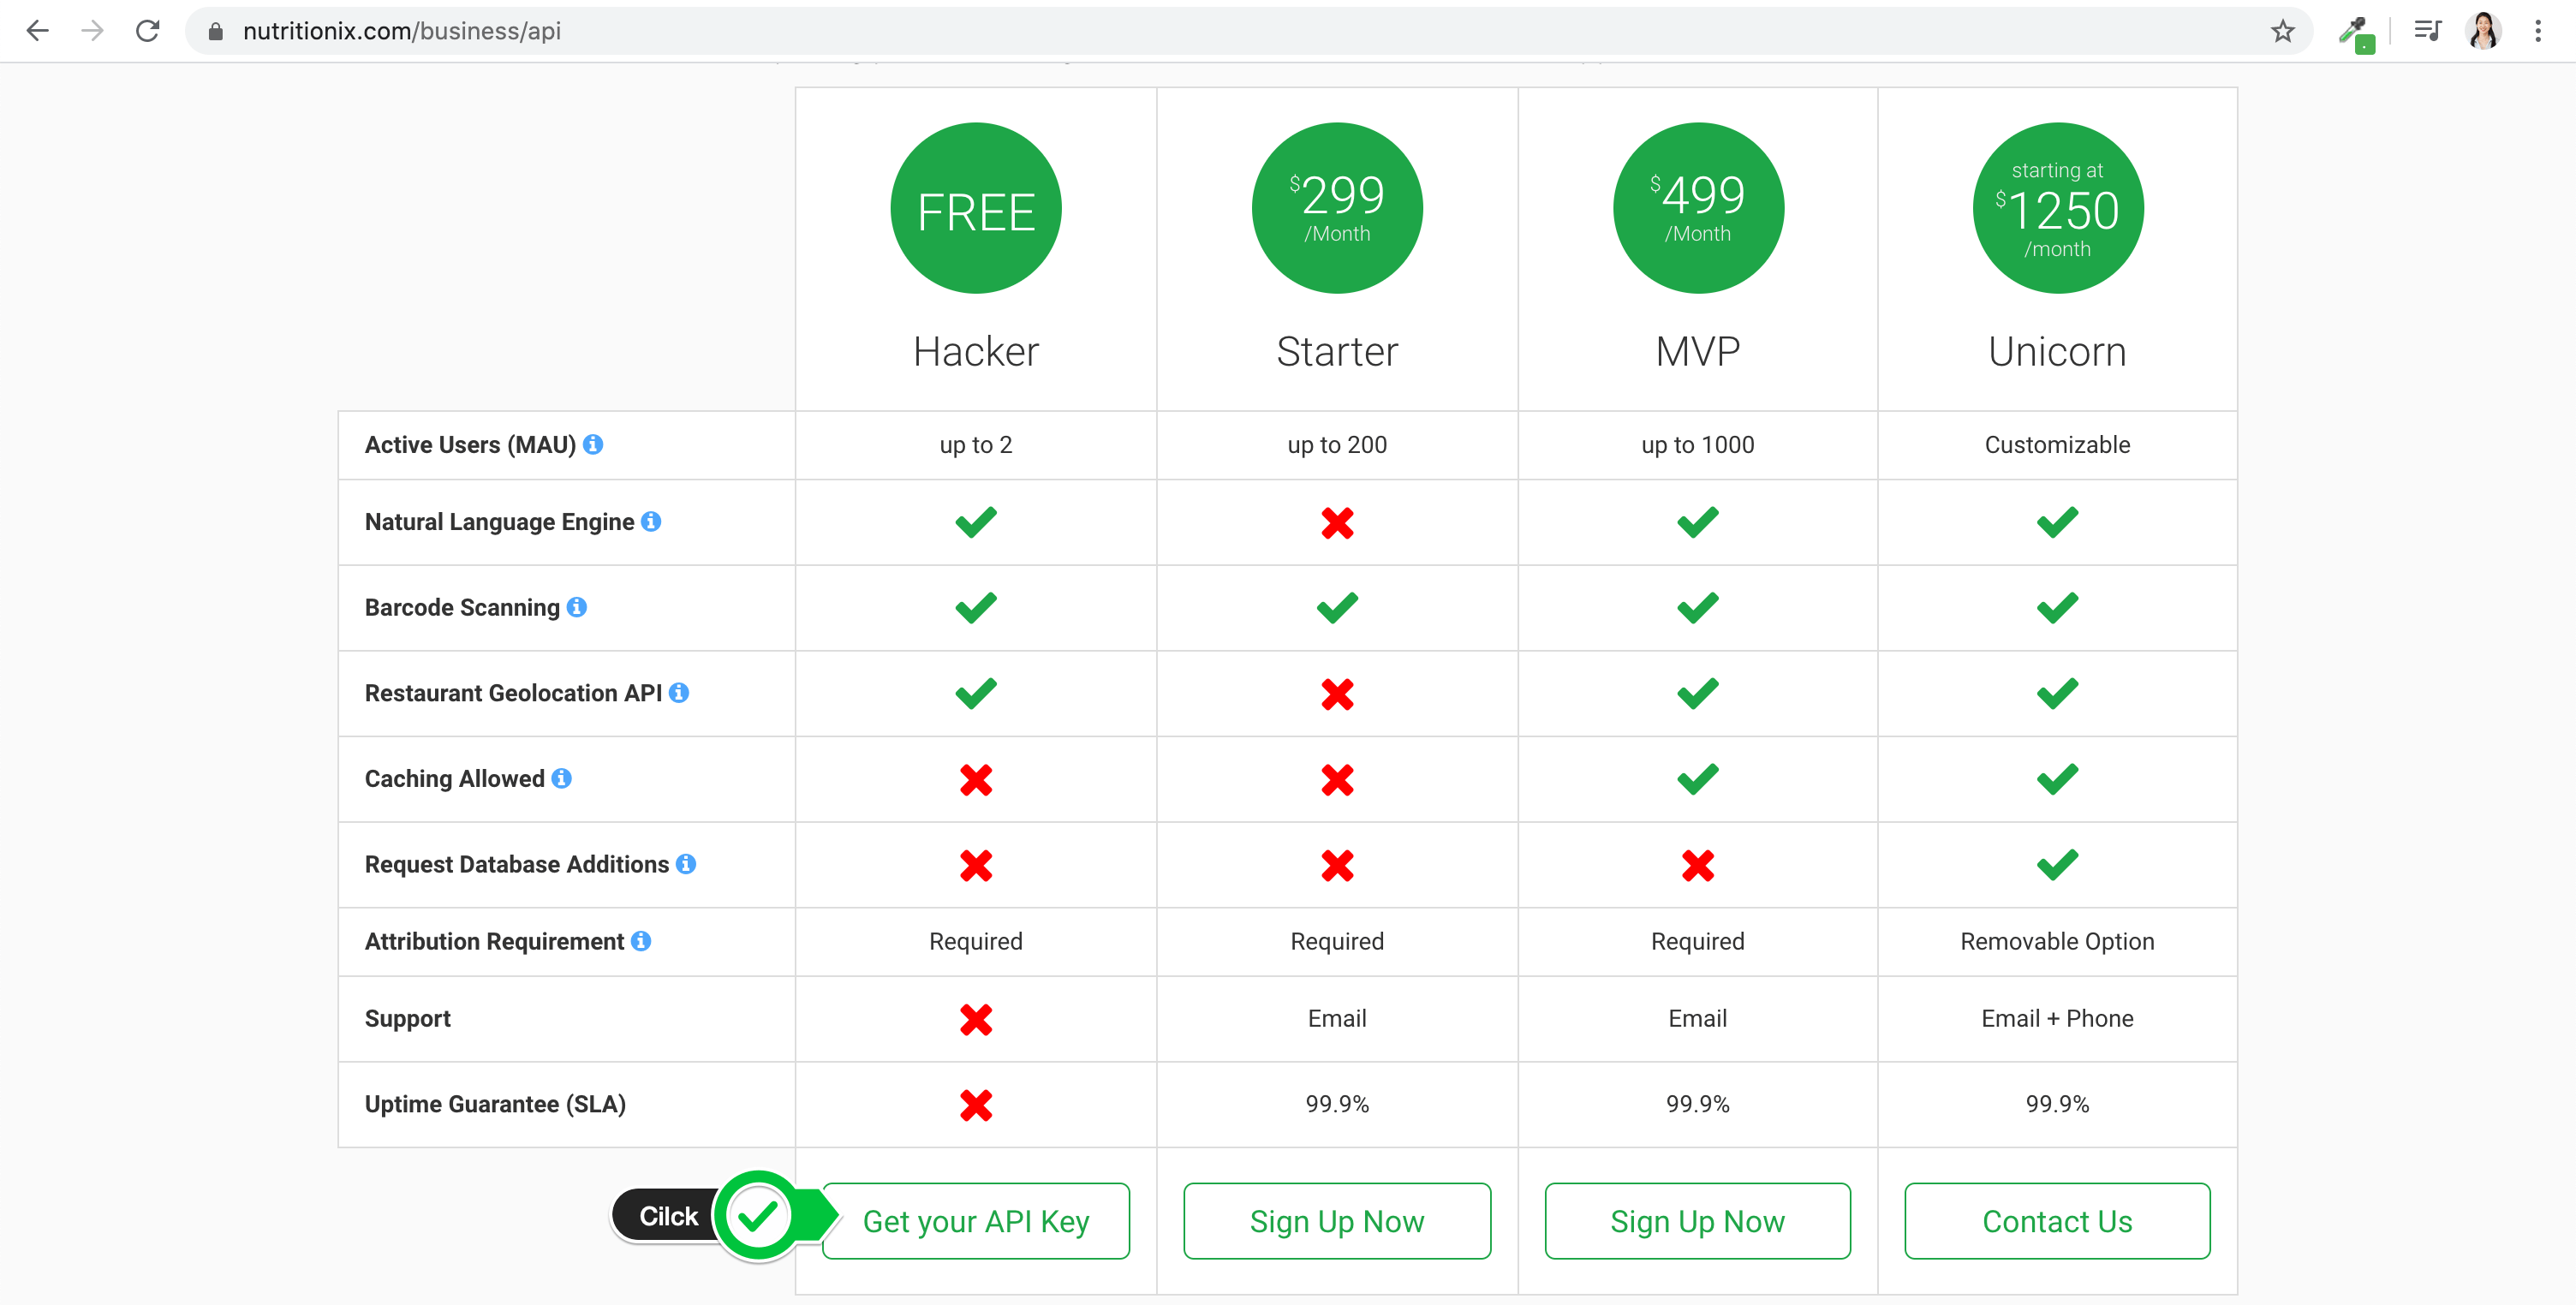 nutritionix.com/business/api
FREE
$299
/Month
$499
/Month
starting at
$1250
/month
Hacker
Starter
MVP
Unicorn
Active Users (MAU) up to 2 up to 200 up to 1000 Customizable
Natural Language Engine
Barcode Scanning
Restaurant Geolocation API
Caching Allowed
Request Database Additions
Attribution Requirement Required Required Required Removable Option
Support Email Email Email + Phone
Uptime Guarantee (SLA) 99.9% 99.9% 99.9%
Cilck
Get your API Key Sign Up Now Sign Up Now Contact Us